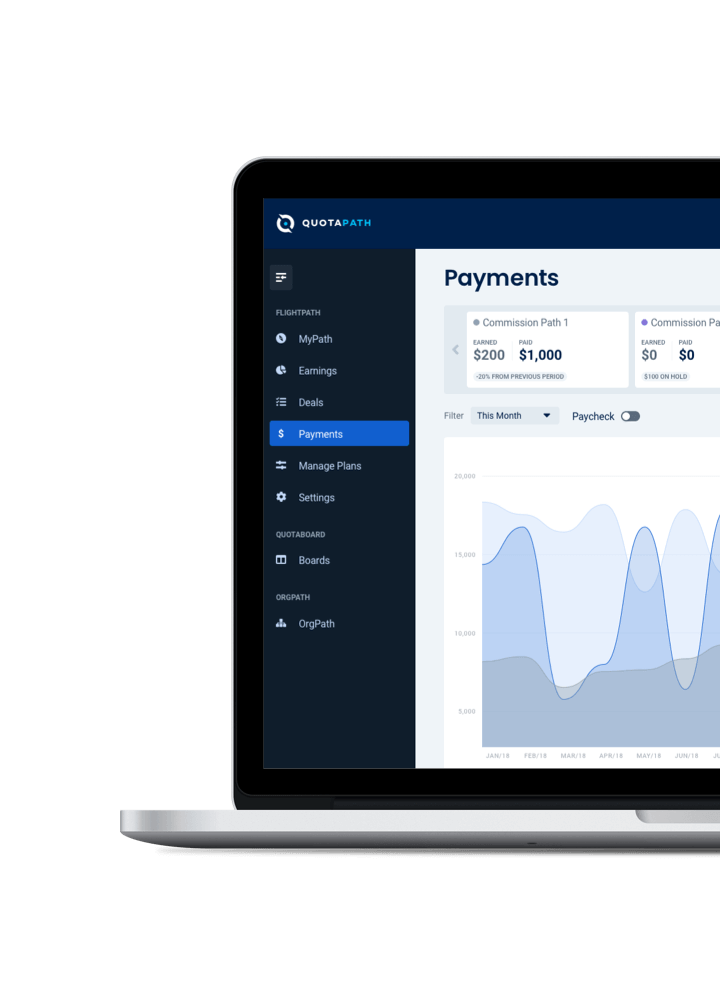 QUOTAPATH
FLIGHTPATH
MyPath
Earnings
Deals
Payments
Manage Plans
Settings
QUOTABOARD
Boards
ORGPATH
OrgPath
Payments
Commission Path 1
EARNED PAID
$200 $1,000
-20% FROM PREVIOUS PERIOD
Commission Pa
EARNED PAID
$0 $0
$100 ON HOLD
Filter This Month Paycheck
20,000
15,000
10,000
5,000
JAN/18 FEB/18 MAR/18 APR/18 MAY/18 JUN/18 JU